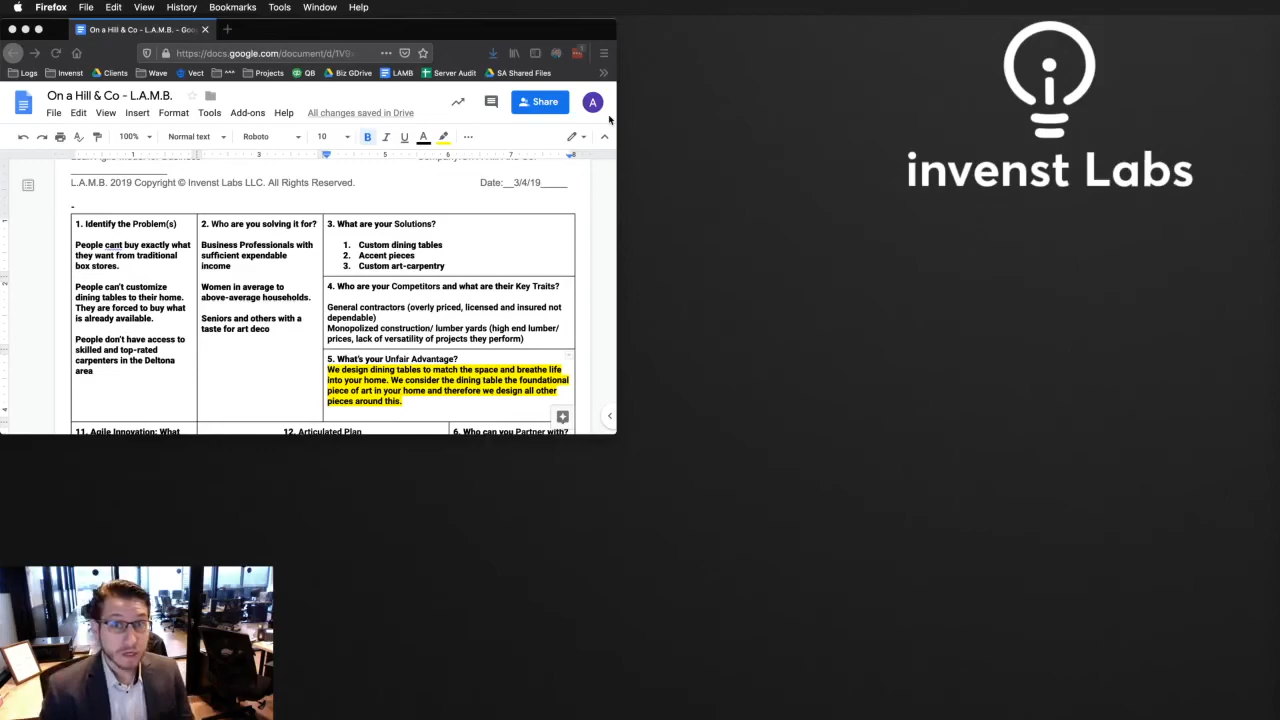 Firefox File Edit View History Bookmarks Tools Window Help
On a Hill & Co - L.A.M.B. - Goo
https://docs.google.com/document/d/1V9
Logs Invenst Clients Wave Vect ^^^ Projects QB Biz GDrive LAMB Server Audit SA Shared Files
On a Hill & Co - L.A.M.B.
File Edit View Insert Format Tools Add-ons Help All changes saved in Drive
Share
A
100% Normal text Roboto 10 B I U A
1 3 5 6 7 8
L.A.M.B. 2019 Copyright © Invenst Labs LLC. All Rights Reserved. Date:__3/4/19_____
-
1. Identify the Problem(s)
People cant buy exactly what
they want from traditional
box stores.
People can't customize
dining tables to their home.
They are forced to buy what
is already available.
People don't have access to
skilled and top-rated
carpenters in the Deltona
area
2. Who are you solving it for?
Business Professionals with
sufficient expendable
income
Women in average to
above-average households.
Seniors and others with a
taste for art deco
3. What are your Solutions?
1. Custom dining tables
2. Accent pieces
3. Custom art-carpentry
4. Who are your Competitors and what are their Key Traits?
General contractors (overly priced, licensed and insured not
dependable)
Monopolized construction/ lumber yards (high end lumber/
prices, lack of versatility of projects they perform)
5. What's your Unfair Advantage?
We design dining tables to match the space and breathe life
into your home. We consider the dining table the foundational
piece of art in your home and therefore we design all other
pieces around this.
11. Agile Innovation: What 12. Articulated Plan 6. Who can you Partner with?
invenst Labs